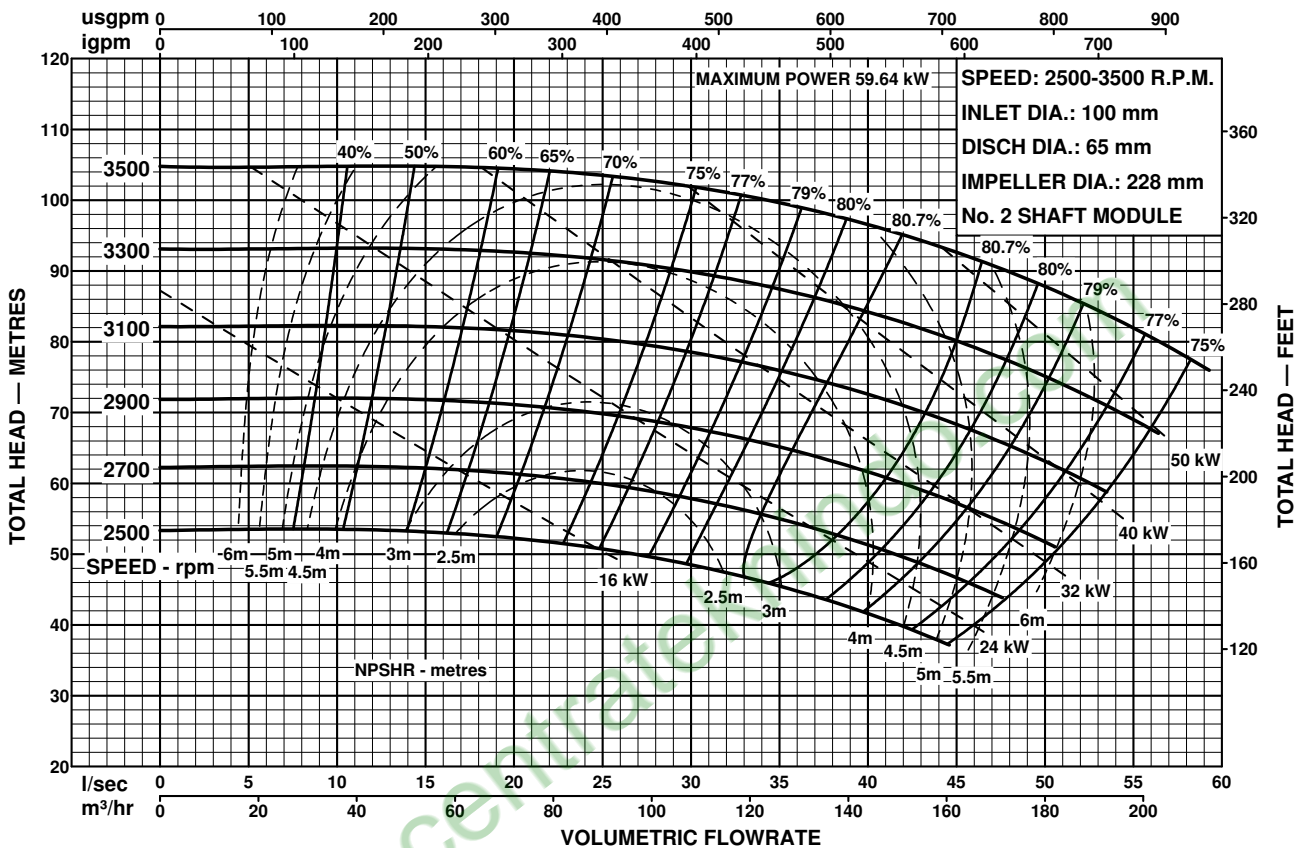 usgpm 0 100 200 300 400 500 600 700 800 900
igpm 0 100 200 300 400 500 600 700
120
110
100
90
80
70
60
50
40
30
20
TOTAL HEAD — METRES
MAXIMUM POWER 59.64 kW
SPEED: 2500-3500 R.P.M.
INLET DIA.: 100 mm
DISCH DIA.: 65 mm
IMPELLER DIA.: 228 mm
No. 2 SHAFT MODULE
360
320
280
240
200
160
120
TOTAL HEAD — FEET
3500
3300
3100
2900
2700
2500
SPEED - rpm
40% 50% 60% 65% 70% 75% 77% 79% 80% 80.7%
80.7%
80%
79%
77%
75%
6m 5m 4m 3m 2.5m
5.5m 4.5m
16 kW
2.5m
3m
4m
4.5m
5m 5.5m
6m
24 kW
32 kW
40 kW
50 kW
NPSHR - metres
l/sec 0 5 10 15 20 25 30 35 40 45 50 55 60
m³/hr 0 20 40 60 80 100 120 140 160 180 200
VOLUMETRIC FLOWRATE
centrateknindo.com